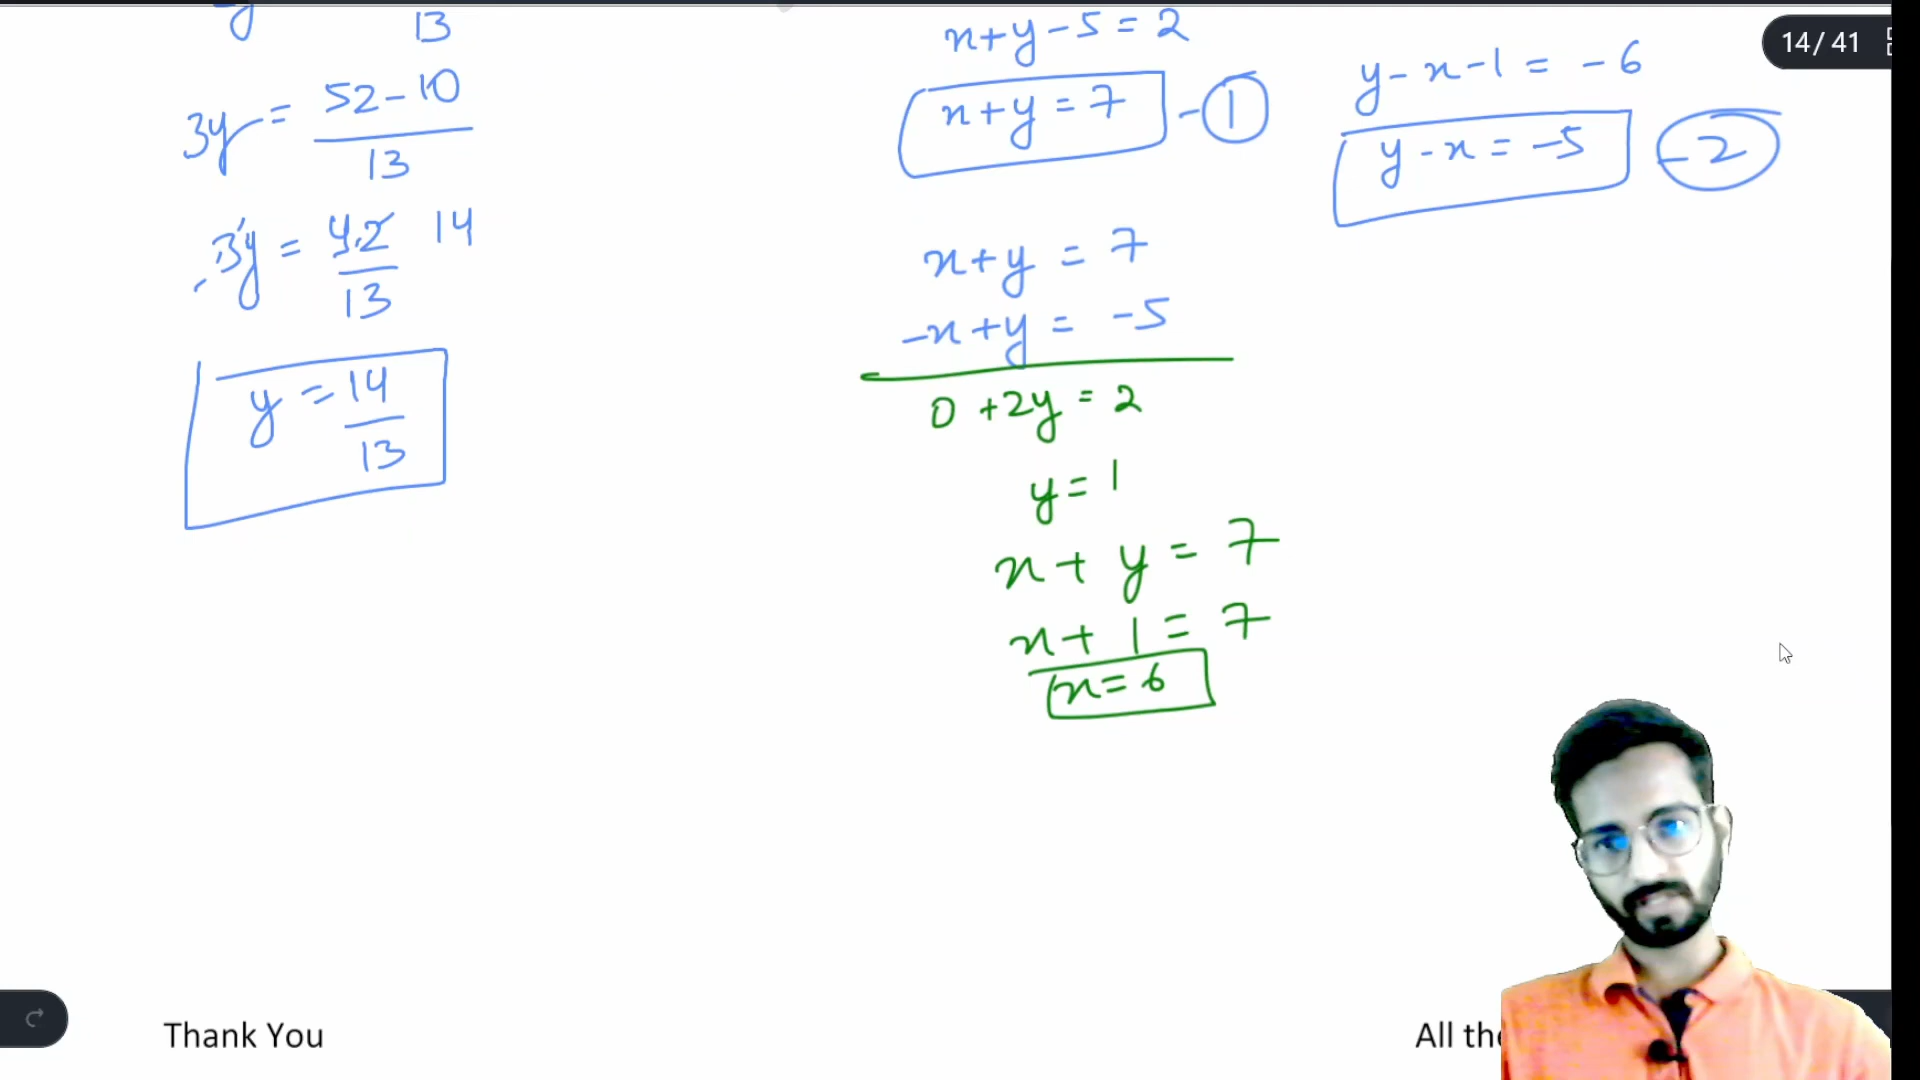 y
13
3y = 52-10
13
3y = 42 14
13
y = 14
13
x+y-5=2
x+y=7 -1
y-x-1=-6
y-x=-5 -2
x+y = 7
-x+y = -5
0+2y=2
y=1
x+y=7
x+1=7
x=6
14/41
Thank You
All the